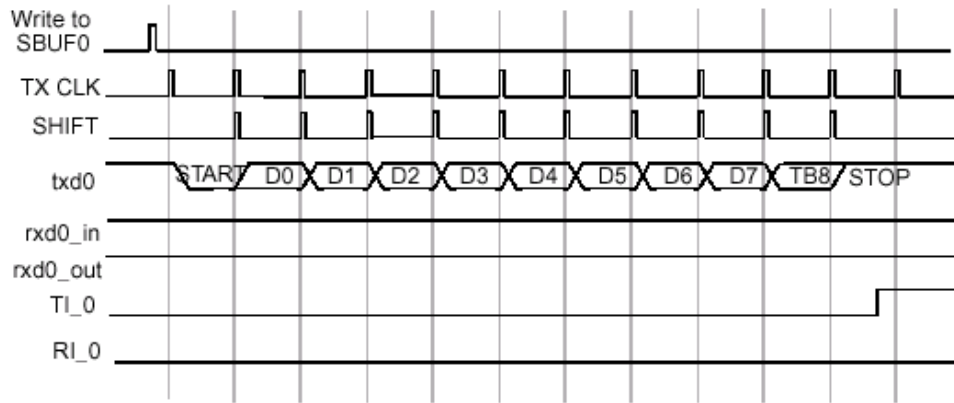 Write to
SBUF0
TX CLK
SHIFT
txd0 START D0 D1 D2 D3 D4 D5 D6 D7 TB8 STOP
rxd0_in
rxd0_out
TI_0
RI_0